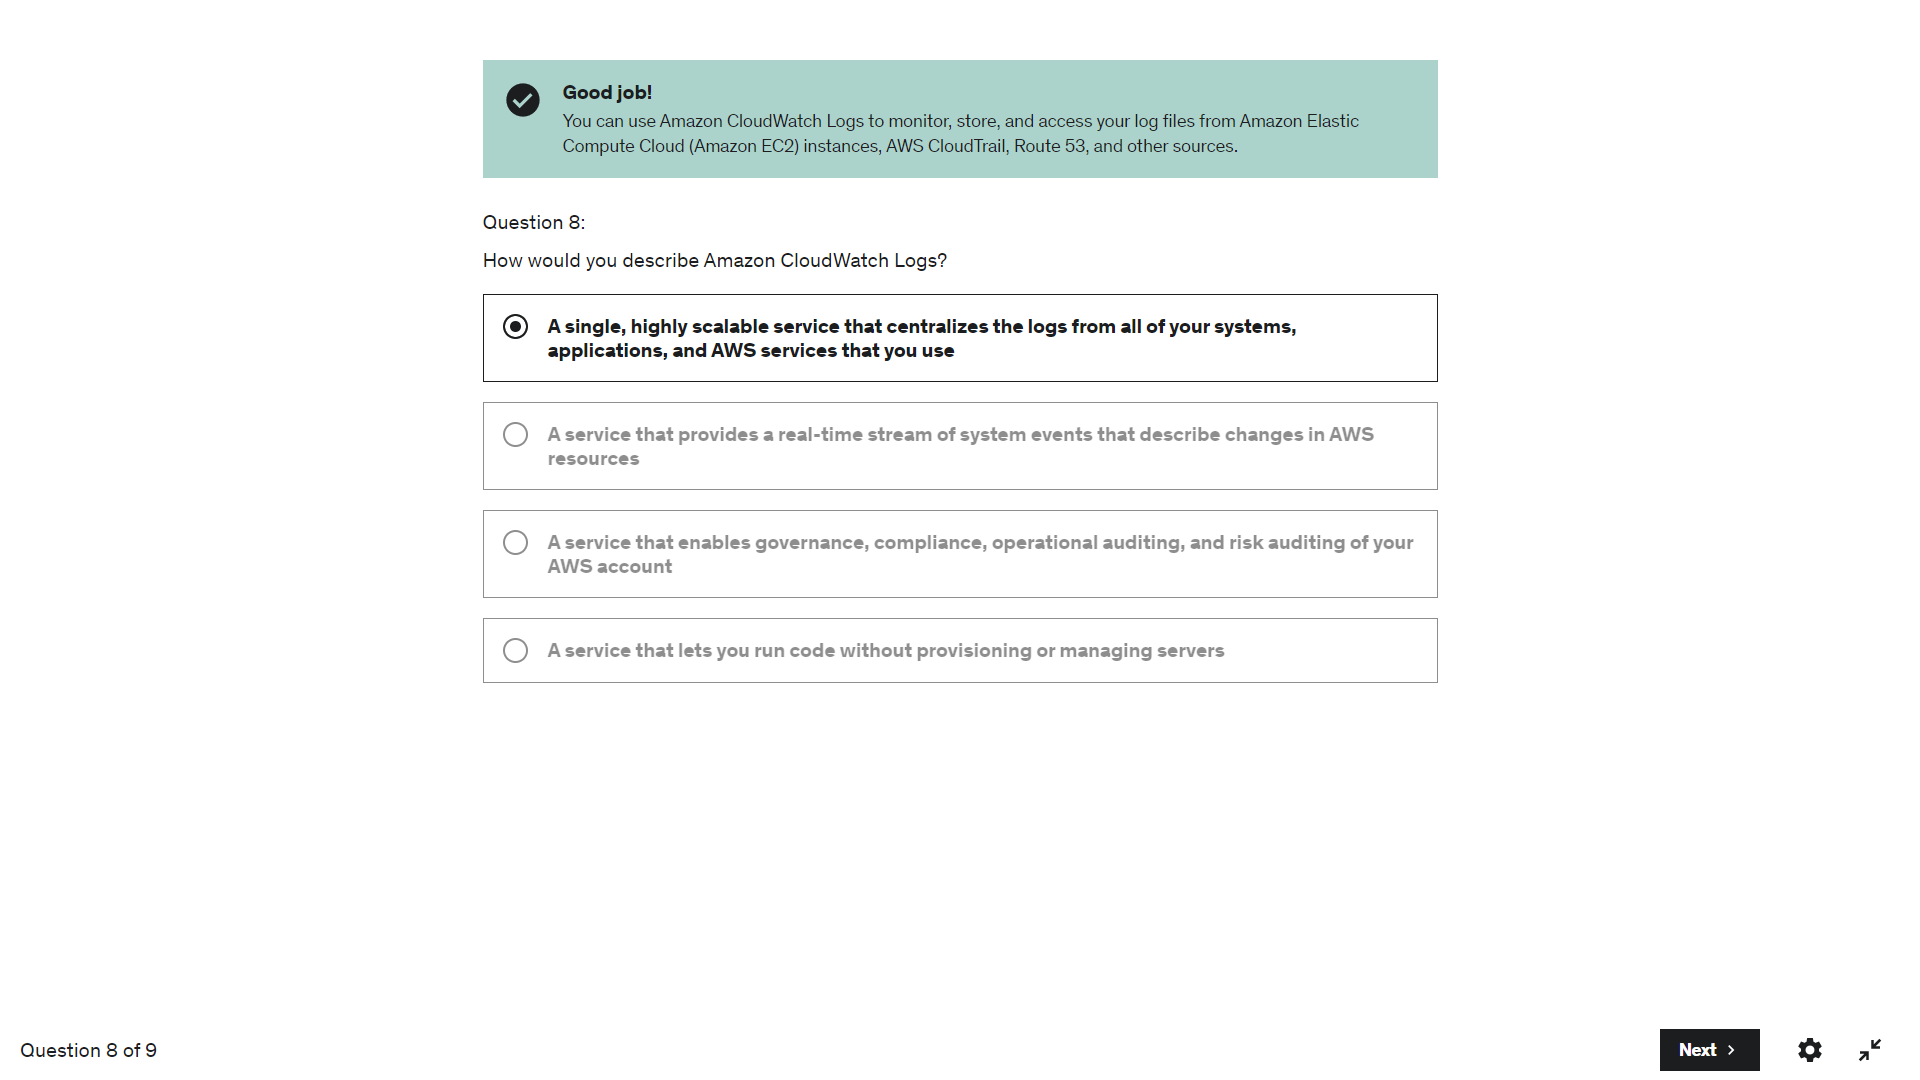 Good job!
You can use Amazon CloudWatch Logs to monitor, store, and access your log files from Amazon Elastic
Compute Cloud (Amazon EC2) instances, AWS CloudTrail, Route 53, and other sources.
Question 8:
How would you describe Amazon CloudWatch Logs?
A single, highly scalable service that centralizes the logs from all of your systems,
applications, and AWS services that you use
A service that provides a real-time stream of system events that describe changes in AWS
resources
A service that enables governance, compliance, operational auditing, and risk auditing of your
AWS account
A service that lets you run code without provisioning or managing servers
Question 8 of 9
Next